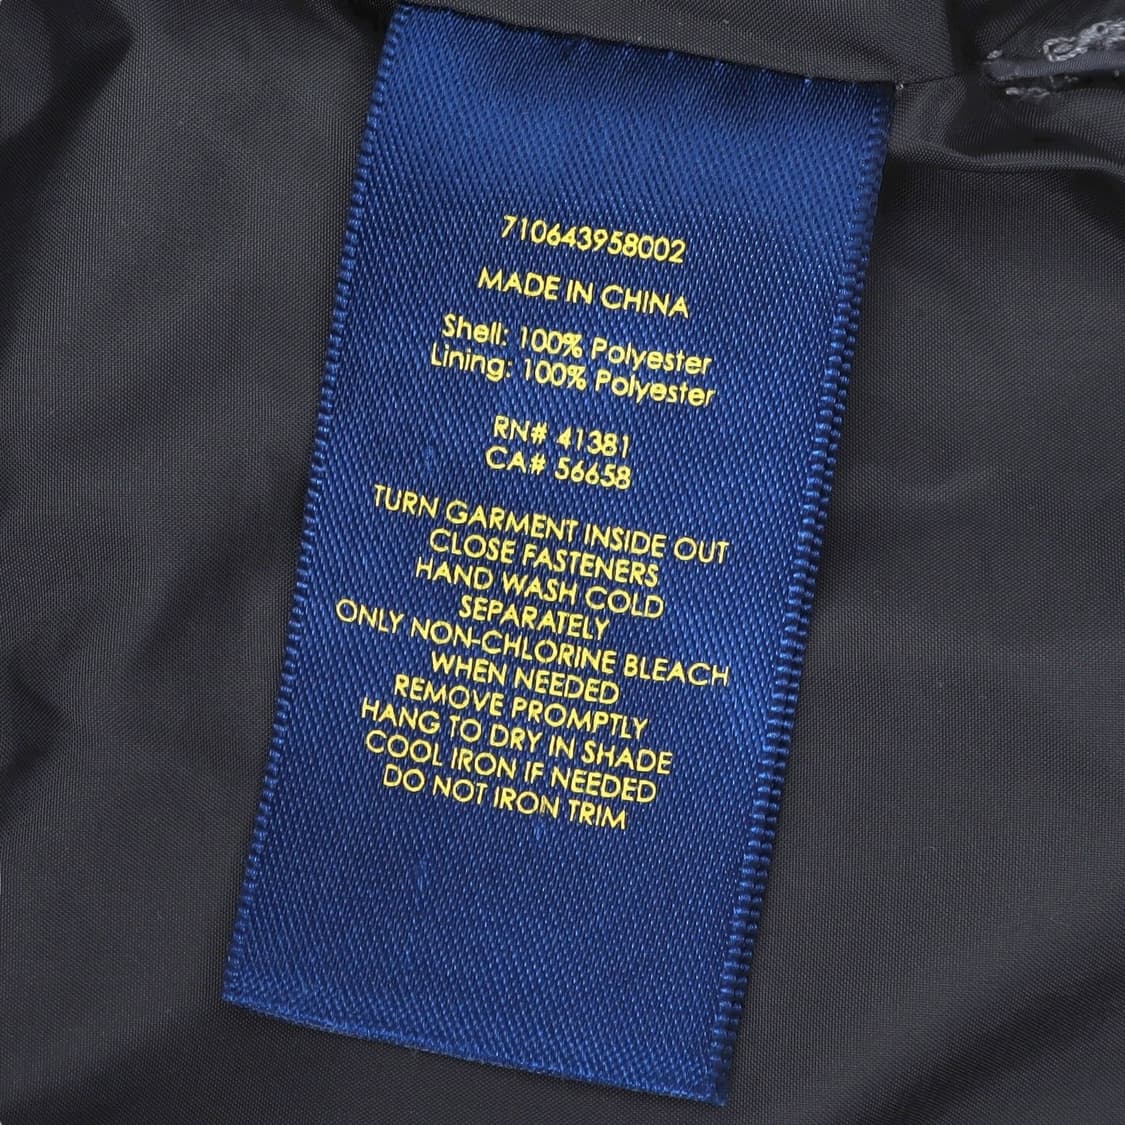 710643958002
MADE IN CHINA
Shell: 100% Polyester
Lining: 100% Polyester
RN# 41381
CA# 56658
TURN GARMENT INSIDE OUT
CLOSE FASTENERS
HAND WASH COLD
SEPARATELY
ONLY NON-CHLORINE BLEACH
WHEN NEEDED
REMOVE PROMPTLY
HANG TO DRY IN SHADE
COOL IRON IF NEEDED
DO NOT IRON TRIM